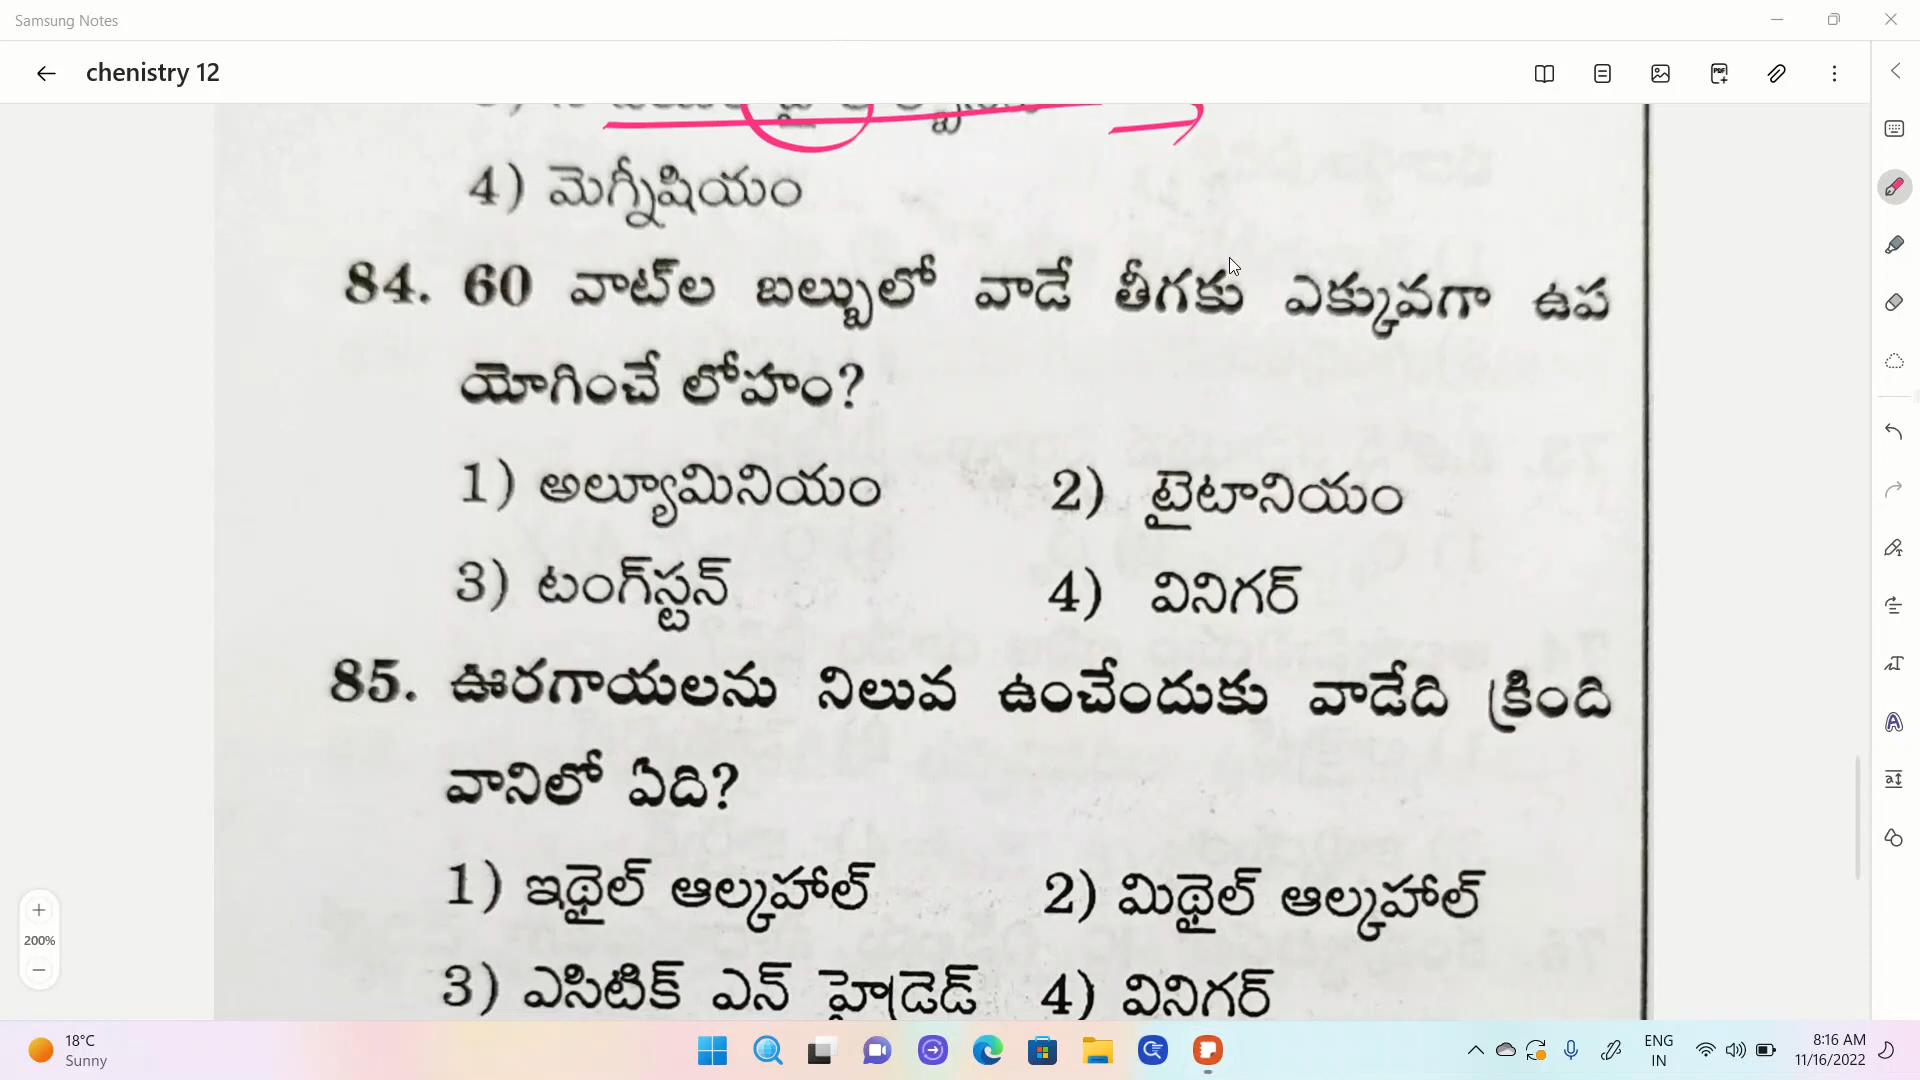 Samsung Notes
chenistry 12
4) మెగ్నీషియం
84. 60 వాట్‌ల బల్బులో వాడే తీగకు ఎక్కువగా ఉప
యోగించే లోహం?
1) అల్యూమినియం 2) టైటానియం
3) టంగ్‌స్టన్ 4) వినిగర్
85. ఊరగాయలను నిలువ ఉంచేందుకు వాడేది క్రింది
వానిలో ఏది?
1) ఇథైల్ ఆల్కహాల్ 2) మిథైల్ ఆల్కహాల్
3) ఎసిటిక్ ఎన్ హైడ్రైడ్ 4) వినిగర్
200%
18°C
Sunny
ENG
IN
8:16 AM
11/16/2022